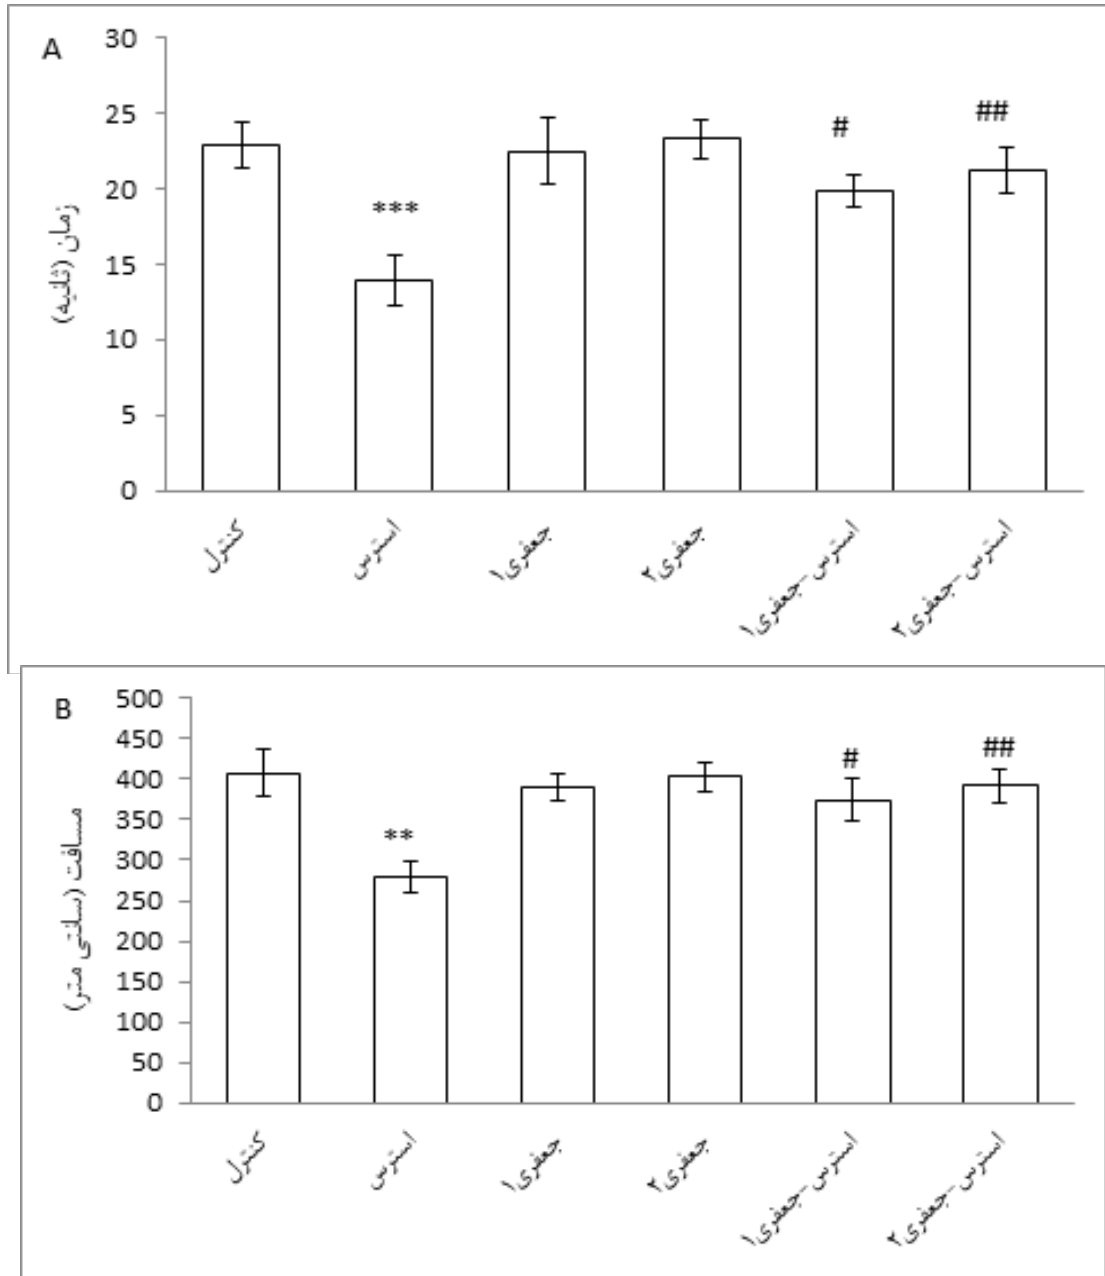 A
30
25
20
15
10
5
0
زمان (ثانیه)
***
#
##
کنترل
استرس
جعفری۱
جعفری۲
استرس-جعفری۱
استرس-جعفری۲
B
500
450
400
350
300
250
200
150
100
50
0
مسافت (سانتی متر)
**
#
##
کنترل
استرس
جعفری۱
جعفری۲
استرس-جعفری۱
استرس-جعفری۲